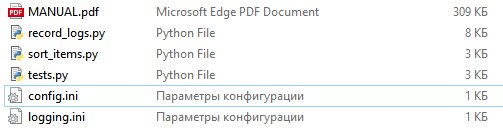 PDF MANUAL.pdf Microsoft Edge PDF Document 309 КБ
record_logs.py Python File 8 КБ
sort_items.py Python File 3 КБ
tests.py Python File 3 КБ
config.ini Параметры конфигурации 1 КБ
logging.ini Параметры конфигурации 1 КБ